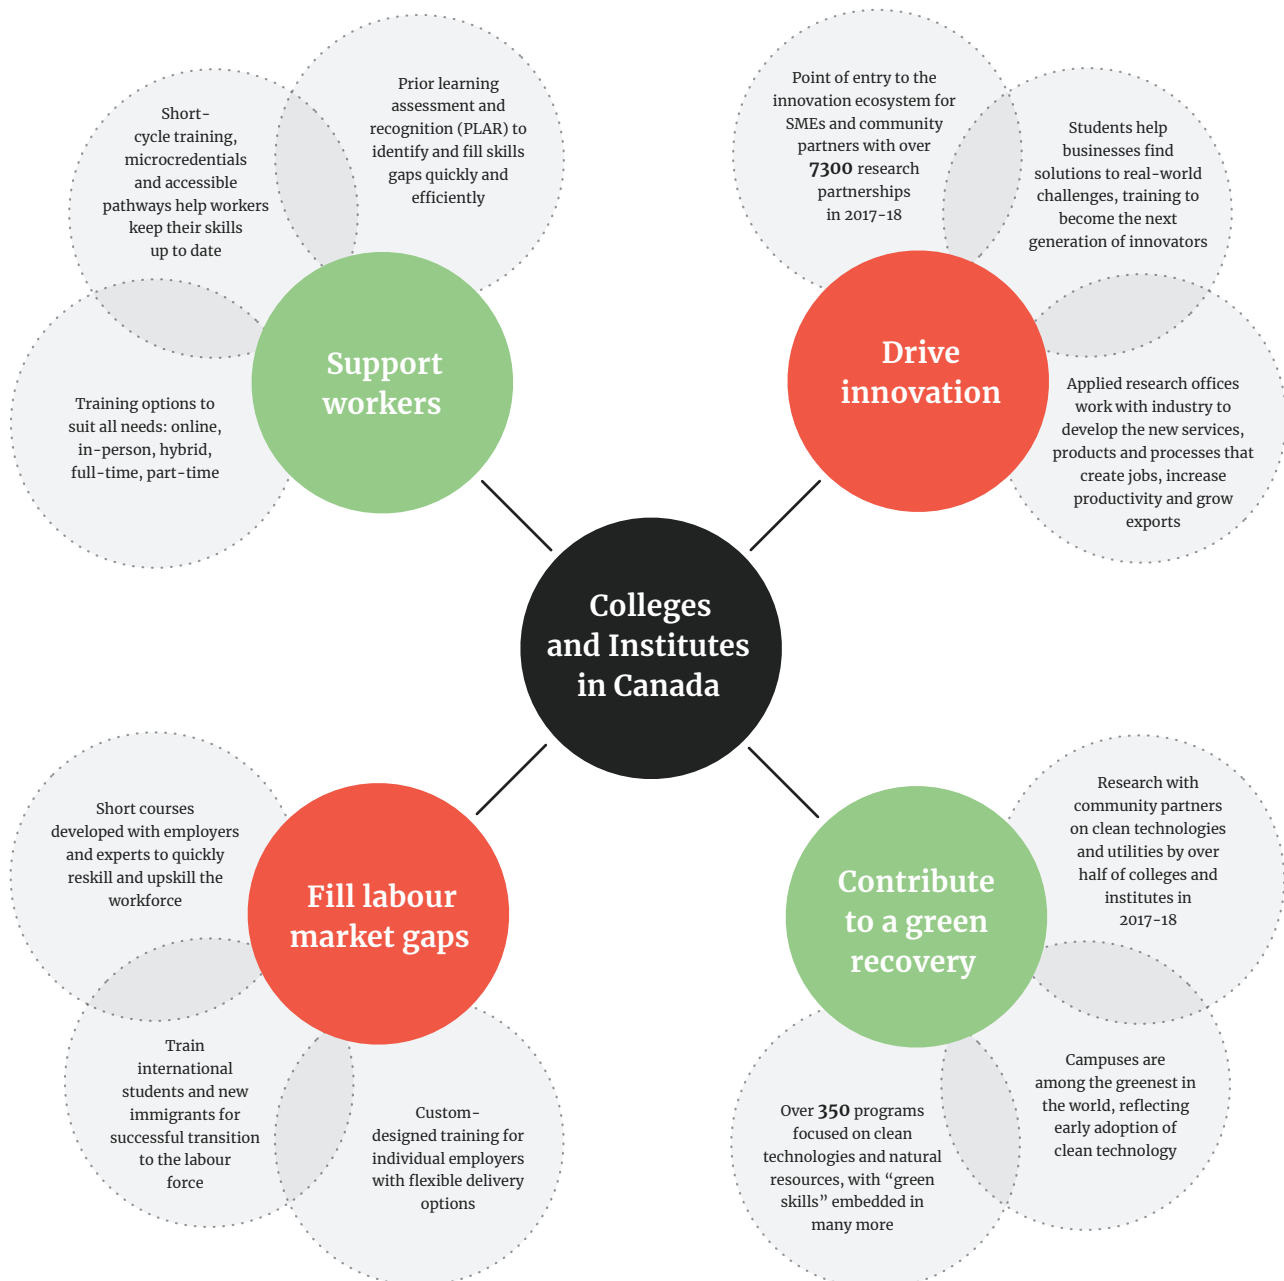 Prior learning
assessment and
recognition (PLAR) to
identify and fill skills
gaps quickly and
efficiently
Short-
cycle training,
microcredentials
and accessible
pathways help workers
keep their skills
up to date
Training options to
suit all needs: online,
in-person, hybrid,
full-time, part-time
Support
workers
Point of entry to the
innovation ecosystem for
SMEs and community
partners with over
7300 research
partnerships
in 2017-18
Students help
businesses find
solutions to real-world
challenges, training to
become the next
generation of innovators
Applied research offices
work with industry to
develop the new services,
products and processes that
create jobs, increase
productivity and grow
exports
Drive
innovation
Colleges
and Institutes
in Canada
Short courses
developed with employers
and experts to quickly
reskill and upskill the
workforce
Train
international
students and new
immigrants for
successful transition
to the labour
force
Custom-
designed training for
individual employers
with flexible delivery
options
Fill labour
market gaps
Research with
community partners
on clean technologies
and utilities by over
half of colleges and
institutes in
2017-18
Campuses are
among the greenest in
the world, reflecting
early adoption of
clean technology
Over 350 programs
focused on clean
technologies and natural
resources, with “green
skills” embedded in
many more
Contribute
to a green
recovery